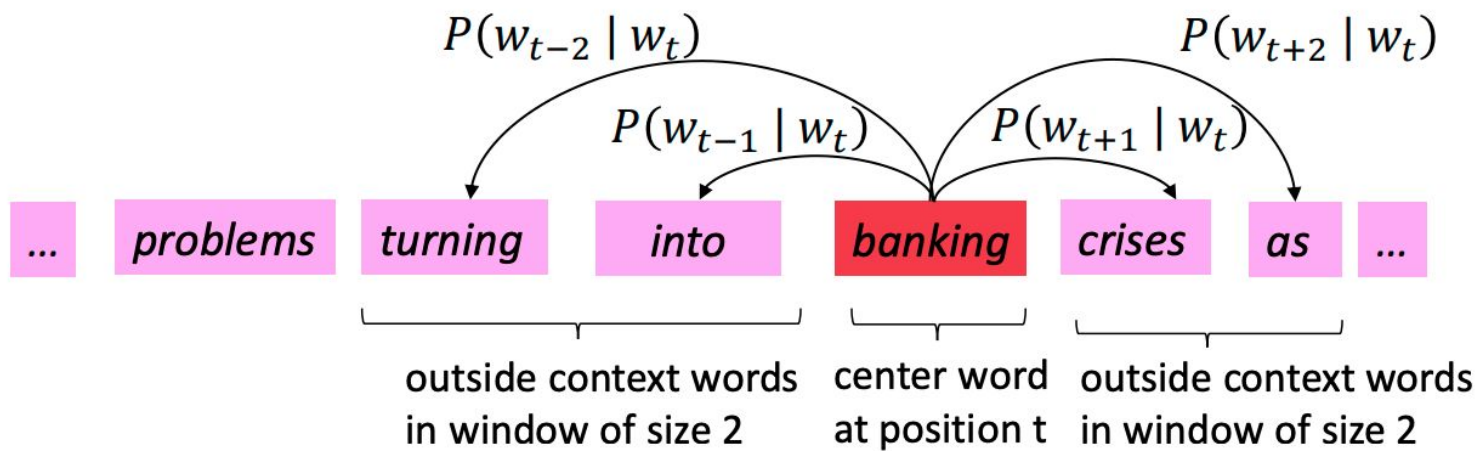 P(w_{t−2} | w_t) P(w_{t+2} | w_t)
P(w_{t−1} | w_t) P(w_{t+1} | w_t)
... problems turning into banking crises as ...
outside context words center word outside context words
in window of size 2 at position t in window of size 2